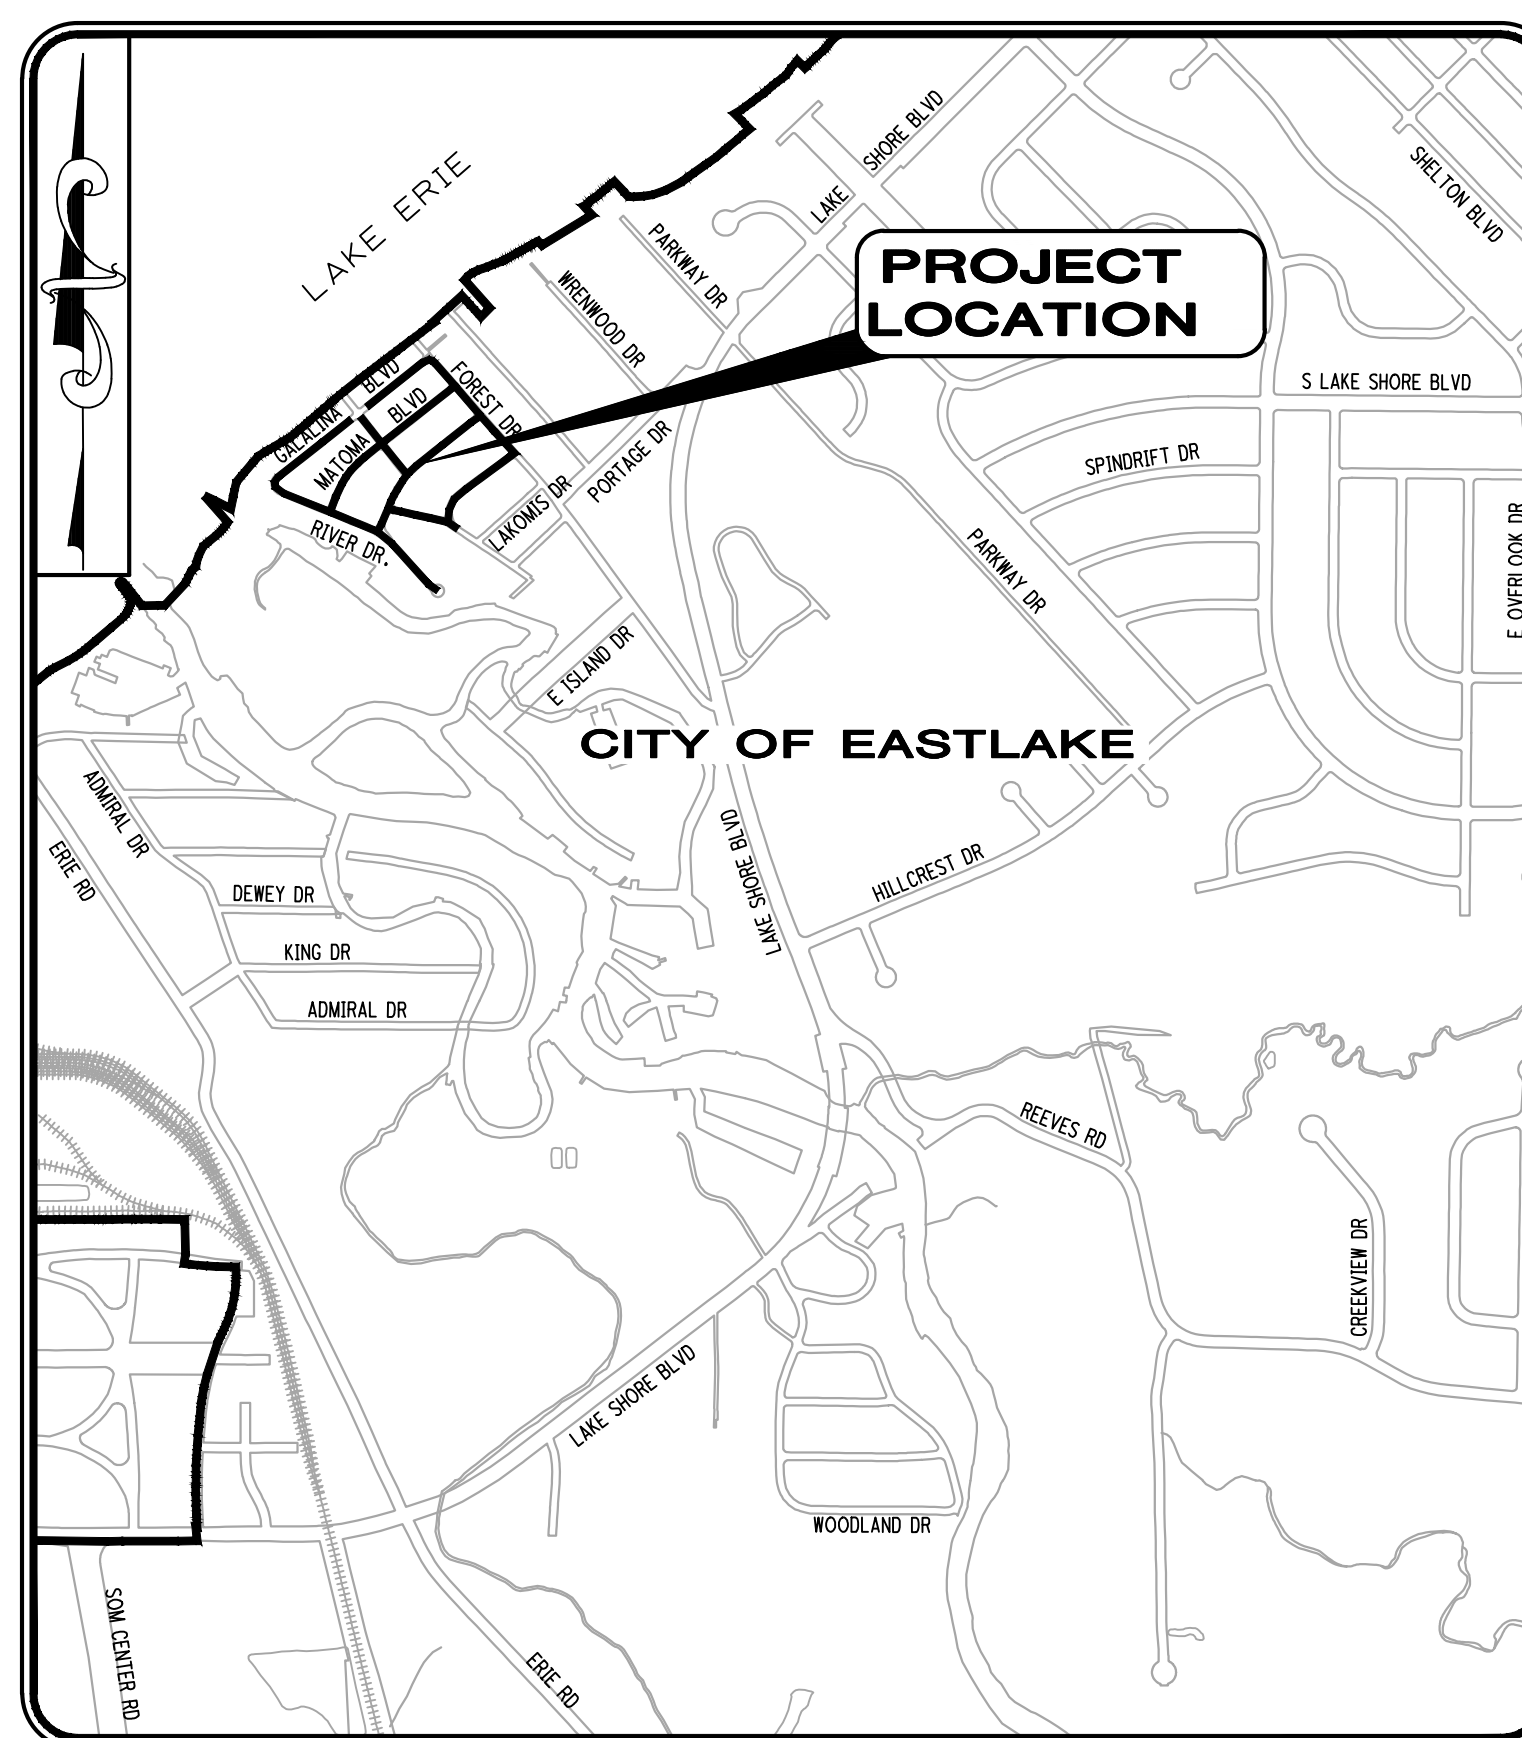 LAKE ERIE
SHORE BLVD
LAKE
SHELTON BLVD
PARKWAY DR
WRENWOOD DR
PROJECT
LOCATION
S LAKE SHORE BLVD
GALALINA BLVD
MATOMA BLVD
FOREST DR
PORTAGE DR
LAKOMIS DR
RIVER DR.
SPINDRIFT DR
E OVERLOOK DR
PARKWAY DR
E ISLAND DR
CITY OF EASTLAKE
ADMIRAL DR
ERIE RD
LAKE SHORE BLVD
HILLCREST DR
DEWEY DR
KING DR
ADMIRAL DR
REEVES RD
CREEKVIEW DR
LAKE SHORE BLVD
WOODLAND DR
SOM CENTER RD
ERIE RD